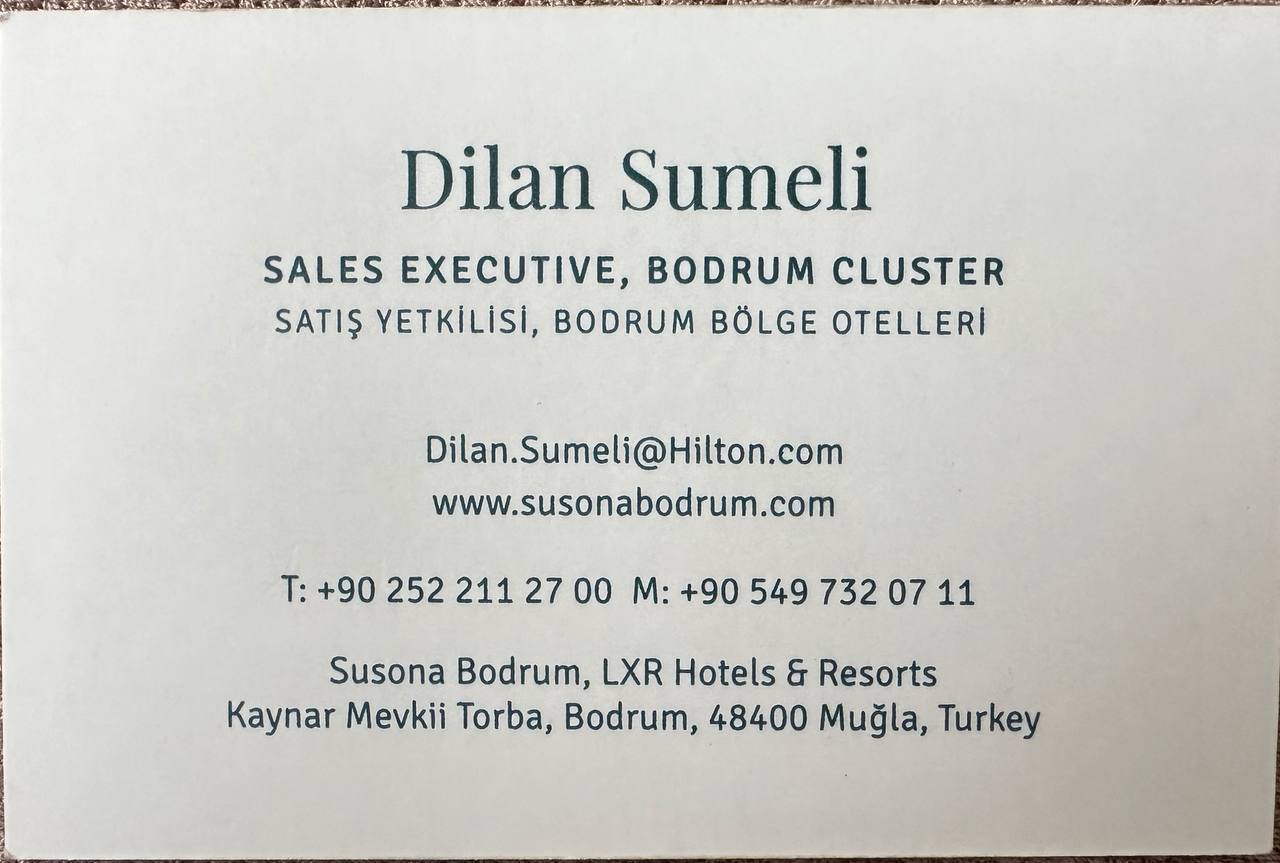 Dilan Sumeli
SALES EXECUTIVE, BODRUM CLUSTER
SATIŞ YETKİLİSİ, BODRUM BÖLGE OTELLERİ
Dilan.Sumeli@Hilton.com
www.susonabodrum.com
T: +90 252 211 27 00 M: +90 549 732 07 11
Susona Bodrum, LXR Hotels & Resorts
Kaynar Mevkii Torba, Bodrum, 48400 Muğla, Turkey